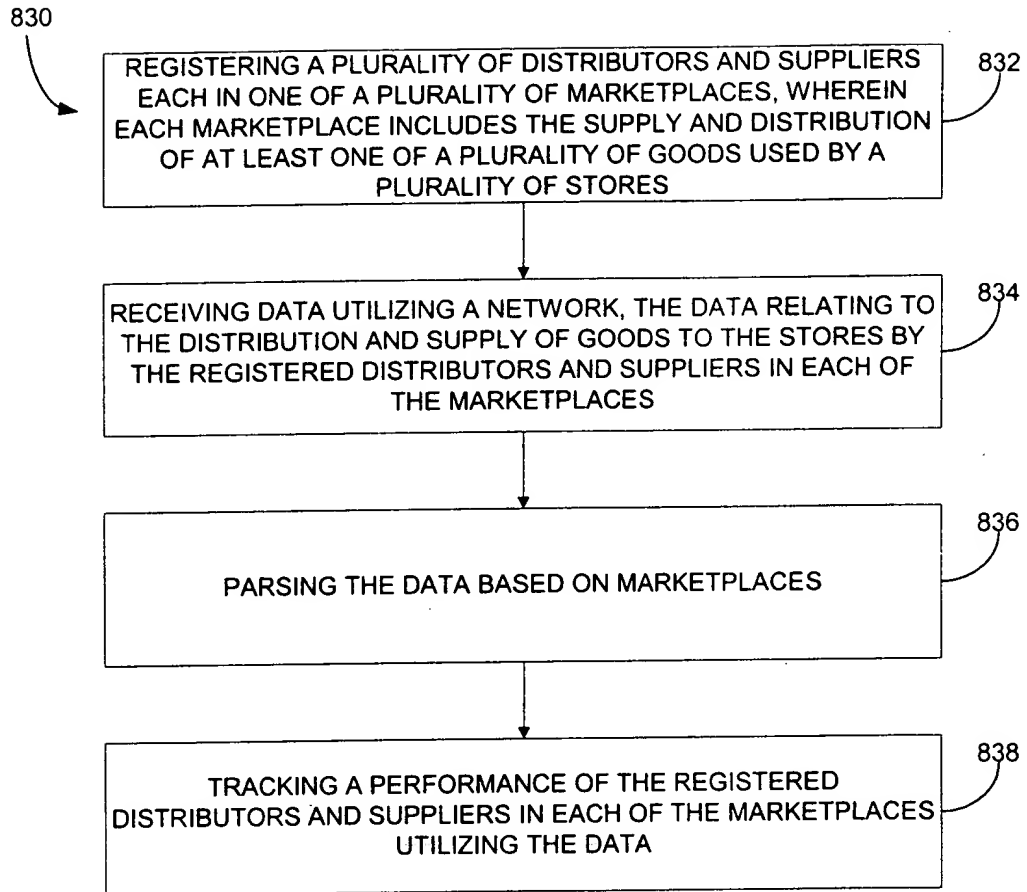 830
REGISTERING A PLURALITY OF DISTRIBUTORS AND SUPPLIERS
EACH IN ONE OF A PLURALITY OF MARKETPLACES, WHEREIN
EACH MARKETPLACE INCLUDES THE SUPPLY AND DISTRIBUTION
OF AT LEAST ONE OF A PLURALITY OF GOODS USED BY A
PLURALITY OF STORES
832
RECEIVING DATA UTILIZING A NETWORK, THE DATA RELATING TO
THE DISTRIBUTION AND SUPPLY OF GOODS TO THE STORES BY
THE REGISTERED DISTRIBUTORS AND SUPPLIERS IN EACH OF
THE MARKETPLACES
834
PARSING THE DATA BASED ON MARKETPLACES
836
TRACKING A PERFORMANCE OF THE REGISTERED
DISTRIBUTORS AND SUPPLIERS IN EACH OF THE MARKETPLACES
UTILIZING THE DATA
838